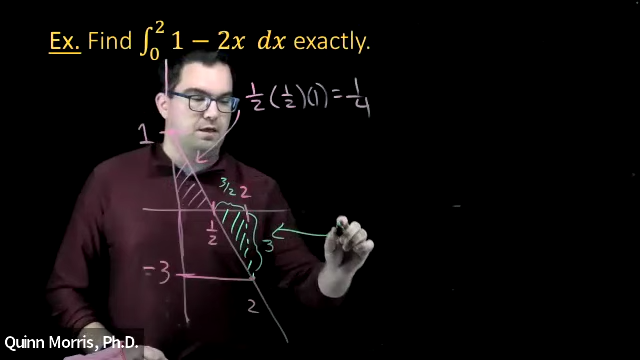 Ex. Find ∫₀² 1 − 2x dx exactly.
½(½)(1) = ¼
1
3/2
2
½
3
−3
2
Quinn Morris, Ph.D.